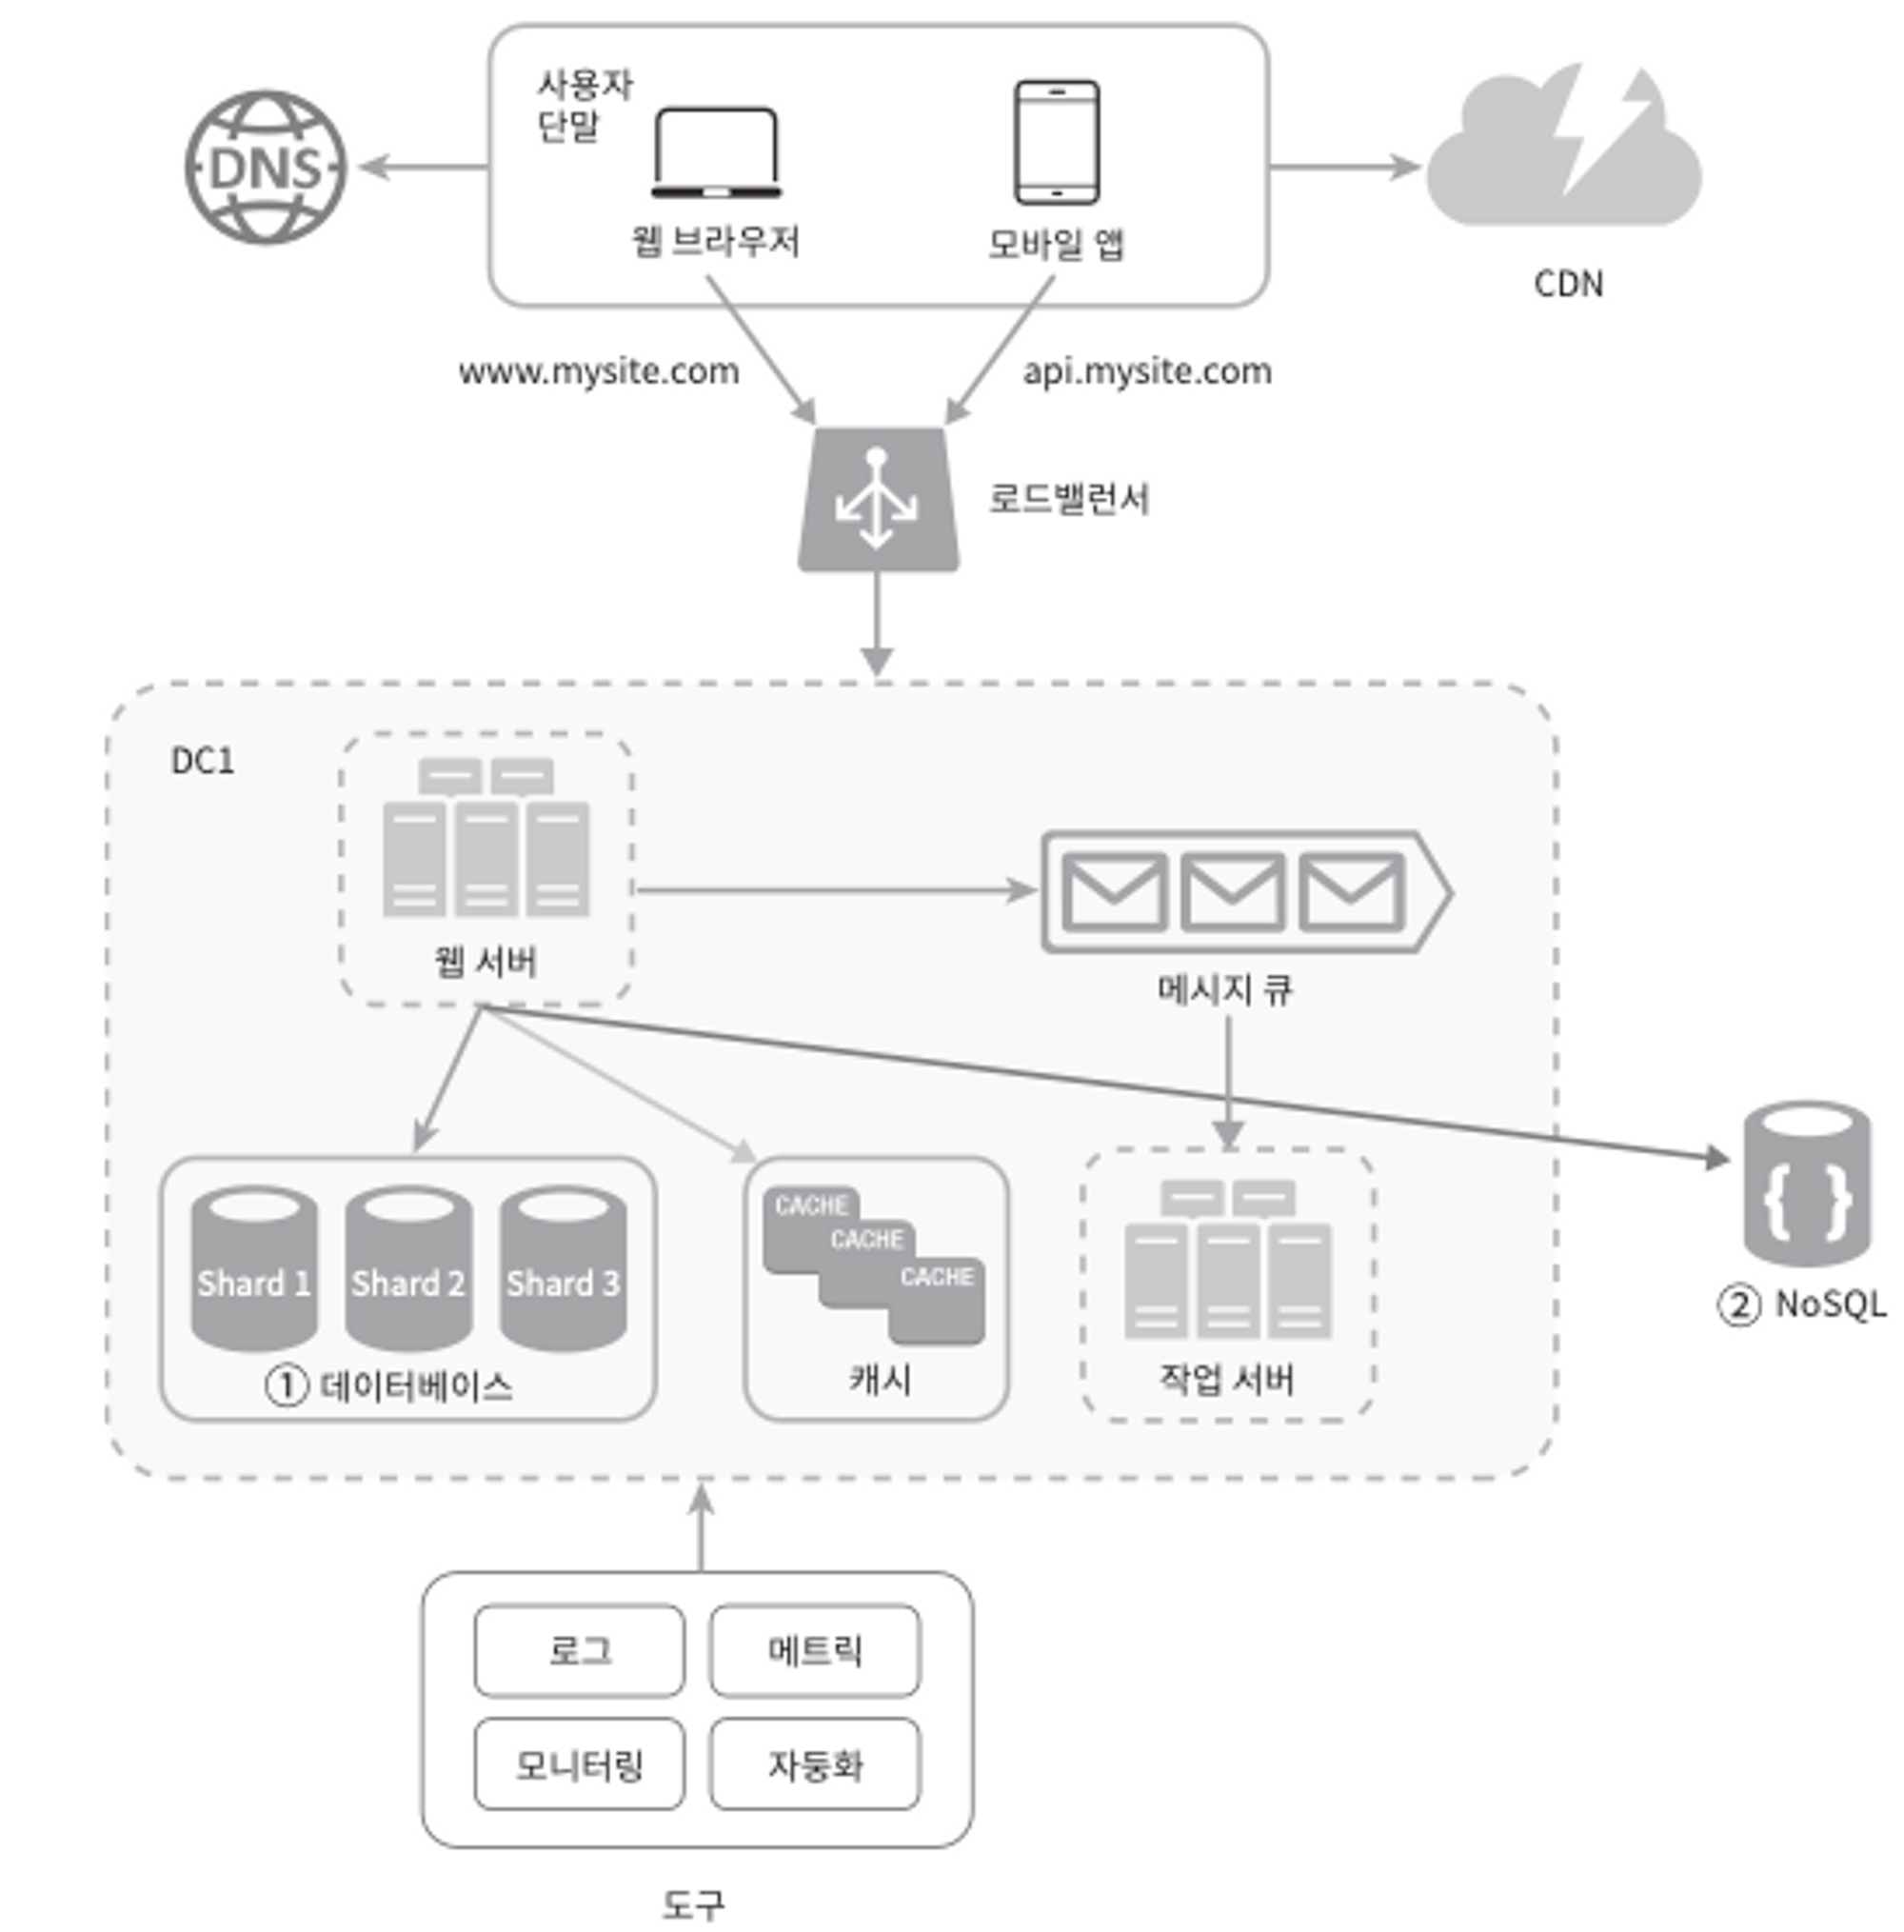 사용자
단말
DNS
웹 브라우저
모바일 앱
CDN
www.mysite.com
api.mysite.com
로드밸런서
DC1
웹 서버
메시지 큐
Shard 1
Shard 2
Shard 3
① 데이터베이스
CACHE
CACHE
CACHE
캐시
작업 서버
{ }
② NoSQL
로그
메트릭
모니터링
자동화
도구